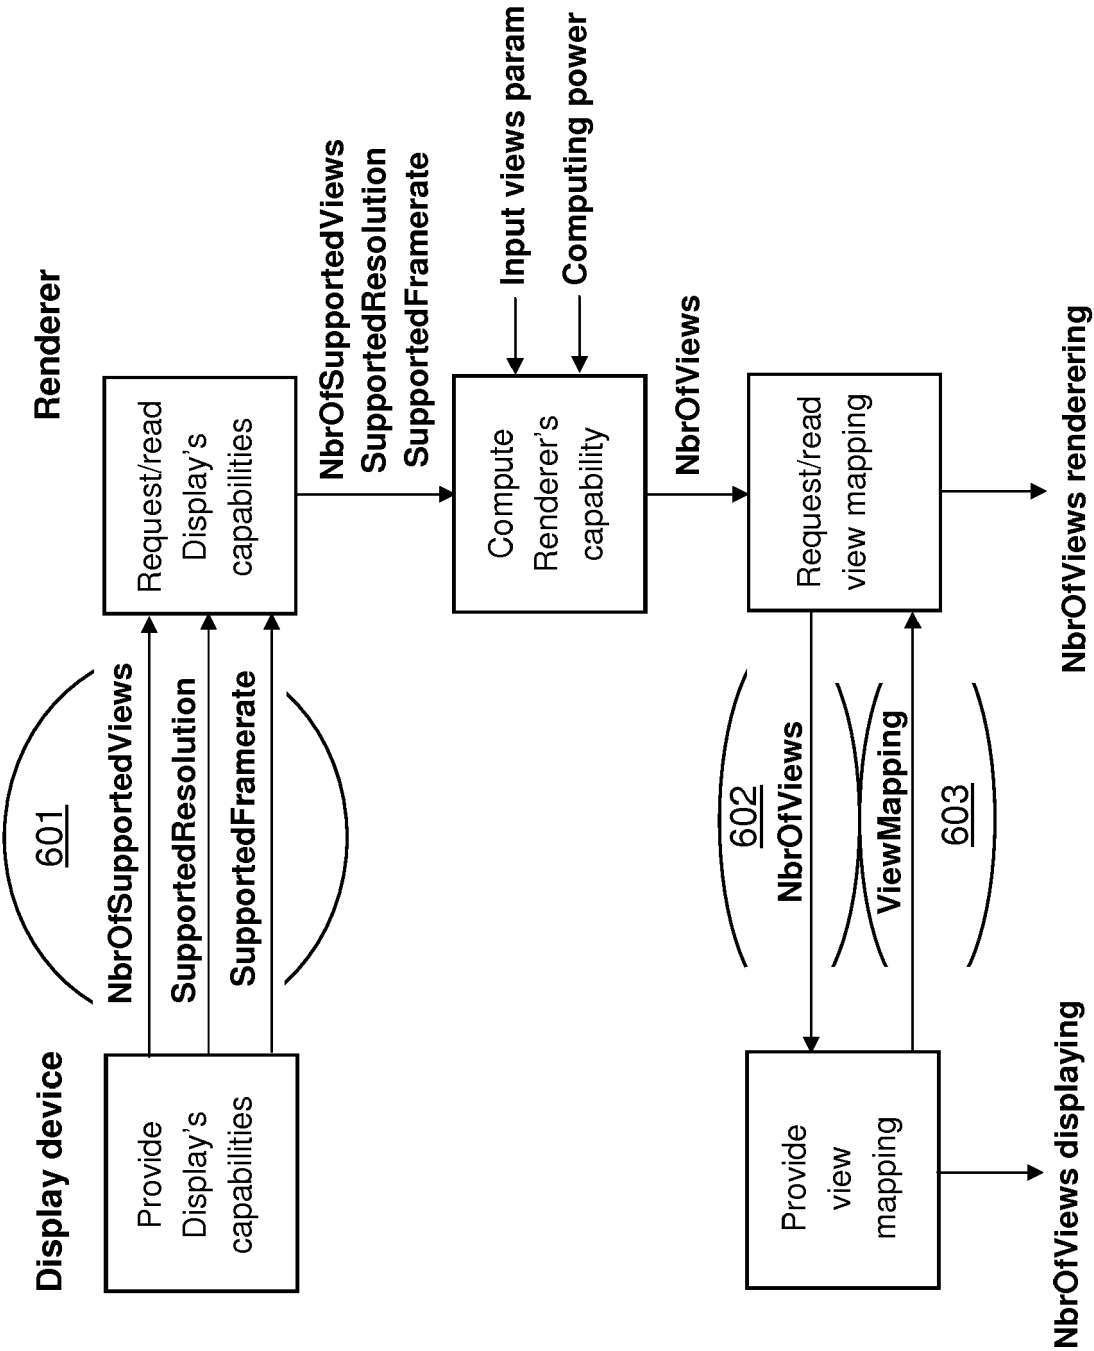 Display device
Renderer
601
NbrOfSupportedViews
SupportedResolution
SupportedFramerate
Provide
Display's
capabilities
Request/read
Display's
capabilities
NbrOfSupportedViews
SupportedResolution
SupportedFramerate
Input views param
Computing power
Compute
Renderer's
capability
NbrOfViews
602
NbrOfViews
ViewMapping
603
Provide
view
mapping
Request/read
view mapping
NbrOfViews displaying
NbrOfViews renderering